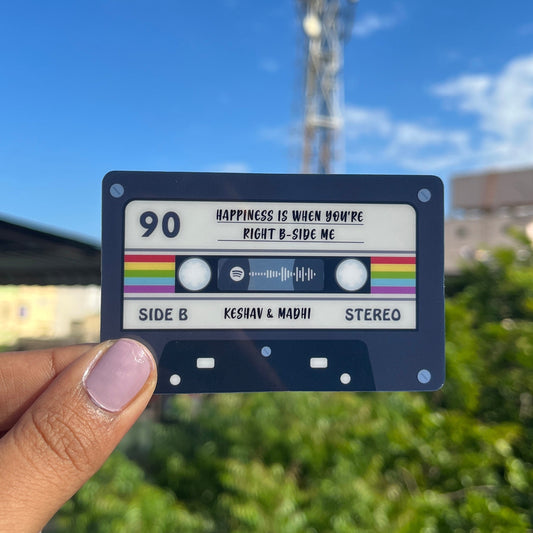 90
HAPPINESS IS WHEN YOU'RE
RIGHT B-SIDE ME
SIDE B
KESHAV & MADHI
STEREO